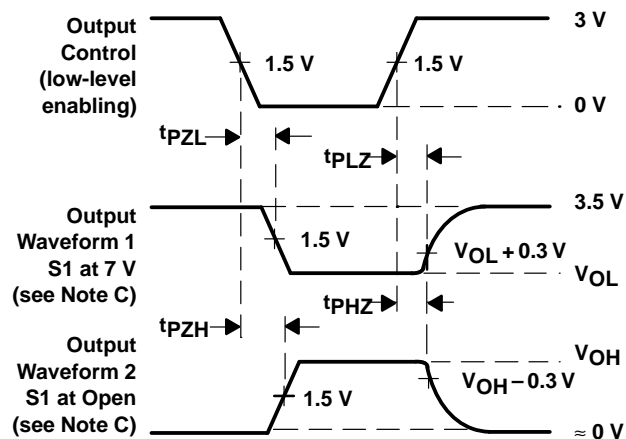 Output
Control
(low-level
enabling)
1.5 V
1.5 V
3 V
0 V
tPZL
tPLZ
Output
Waveform 1
S1 at 7 V
(see Note C)
1.5 V
3.5 V
VOL + 0.3 V
VOL
tPZH
tPHZ
Output
Waveform 2
S1 at Open
(see Note C)
1.5 V
VOH
VOH − 0.3 V
≈ 0 V